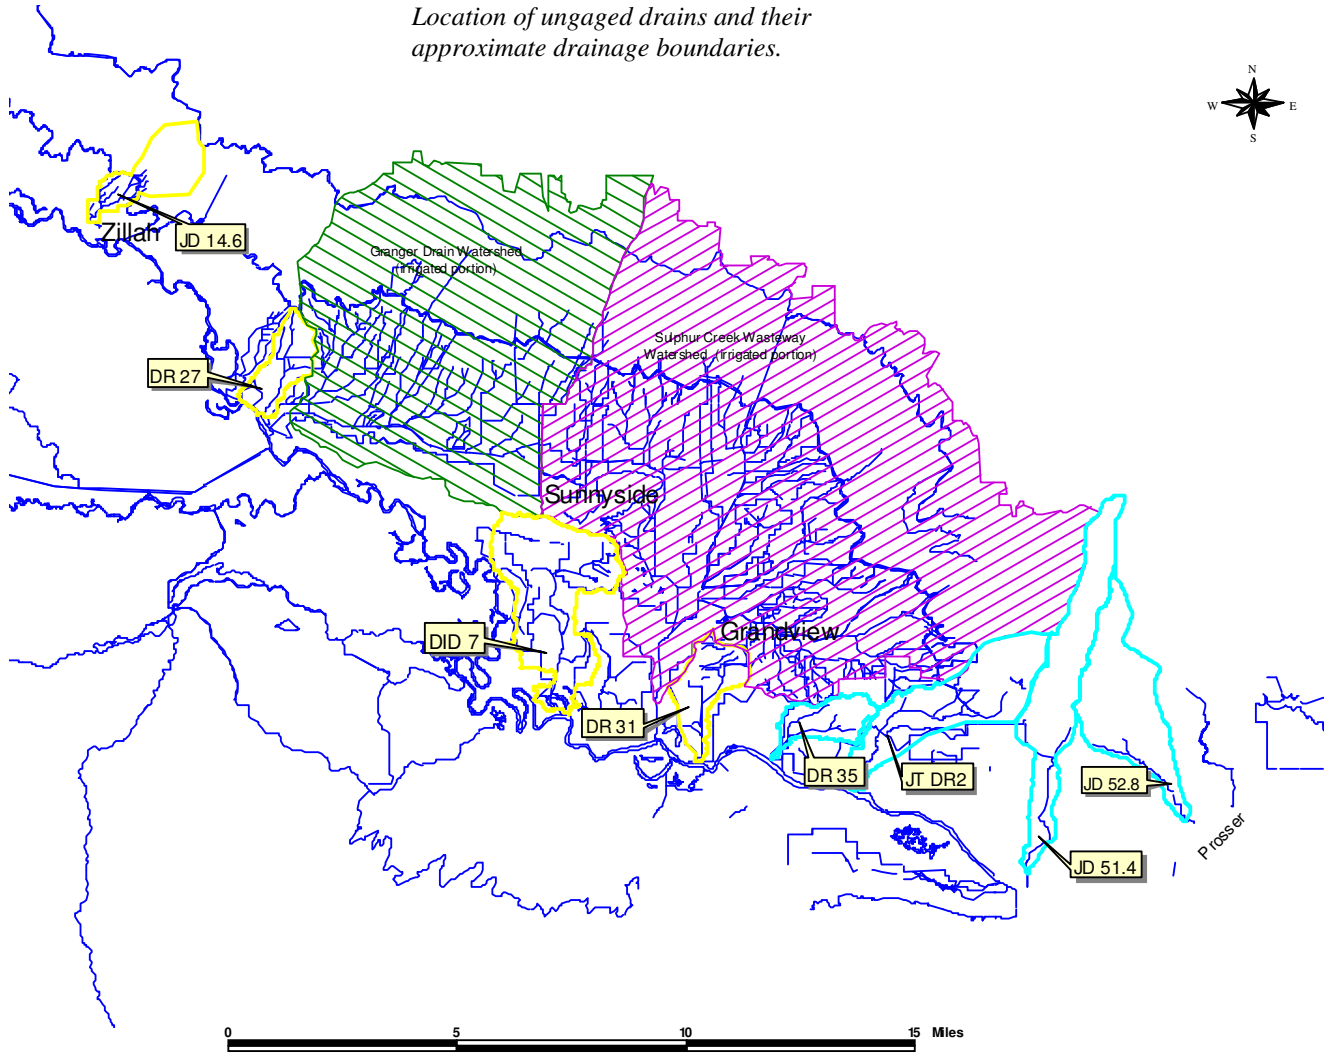 Location of ungaged drains and their
approximate drainage boundaries.
N
W
E
S
Zillah
JD 14.6
Granger Drain Watershed
(irrigated portion)
Sulphur Creek Wasteway
Watershed (irrigated portion)
DR 27
Sunnyside
DID 7
Grandview
DR 31
DR 35
JT DR2
JD 52.8
Prosser
JD 51.4
0
5
10
15
Miles